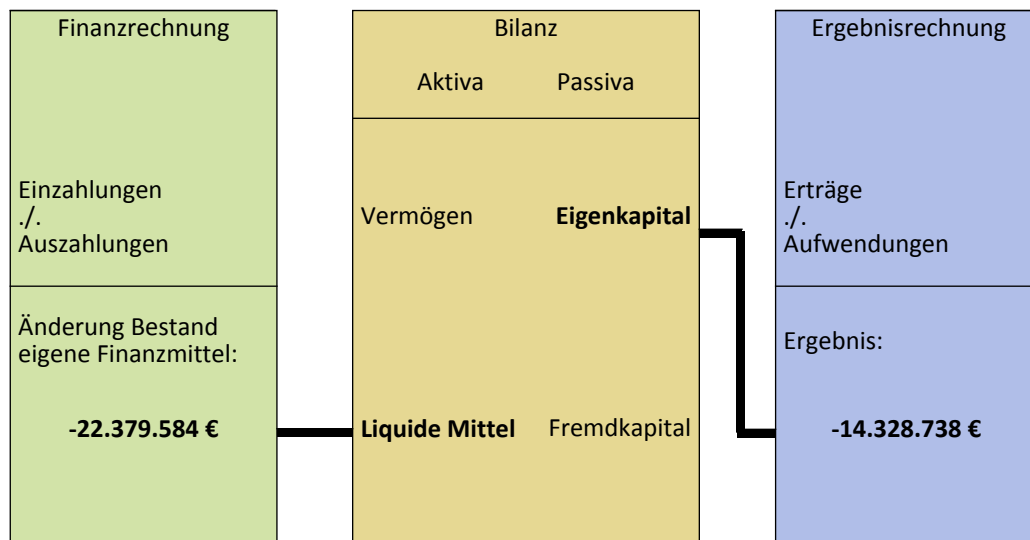 Finanzrechnung
Einzahlungen
./.
Auszahlungen
Änderung Bestand
eigene Finanzmittel:
-22.379.584 €
Bilanz
Aktiva Passiva
Vermögen Eigenkapital
Liquide Mittel Fremdkapital
Ergebnisrechnung
Erträge
./.
Aufwendungen
Ergebnis:
-14.328.738 €